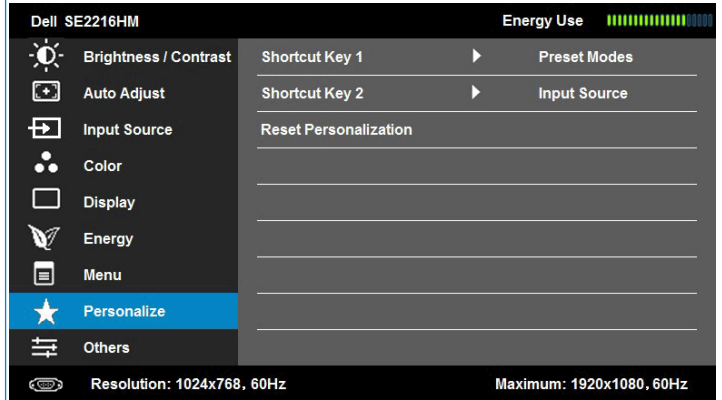 Dell SE2216HM Energy Use
Brightness / Contrast Shortcut Key 1 Preset Modes
Auto Adjust Shortcut Key 2 Input Source
Input Source Reset Personalization
Color
Display
Energy
Menu
Personalize
Others
Resolution: 1024x768, 60Hz Maximum: 1920x1080, 60Hz